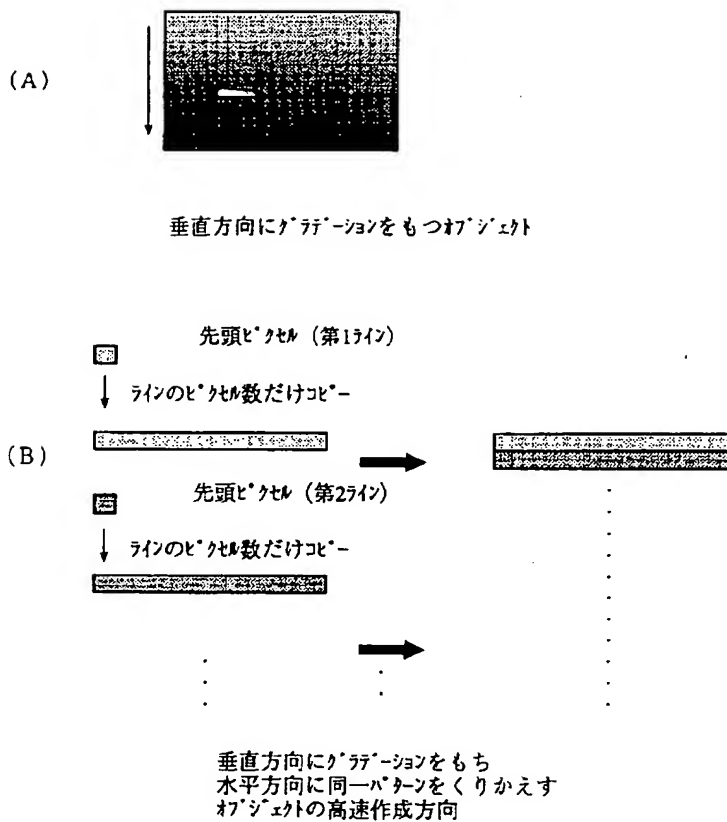 (A)
垂直方向にｸﾞﾗﾃﾞｰｼｮﾝをもつｵﾌﾞｼﾞｪｸﾄ
先頭ﾋﾟｸｾﾙ (第1ﾗｲﾝ)
ﾗｲﾝのﾋﾟｸｾﾙ数だけｺﾋﾟｰ
(B)
先頭ﾋﾟｸｾﾙ (第2ﾗｲﾝ)
ﾗｲﾝのﾋﾟｸｾﾙ数だけｺﾋﾟｰ
垂直方向にｸﾞﾗﾃﾞｰｼｮﾝをもち
水平方向に同一ﾊﾟﾀｰﾝをくりかえす
ｵﾌﾞｼﾞｪｸﾄの高速作成方向